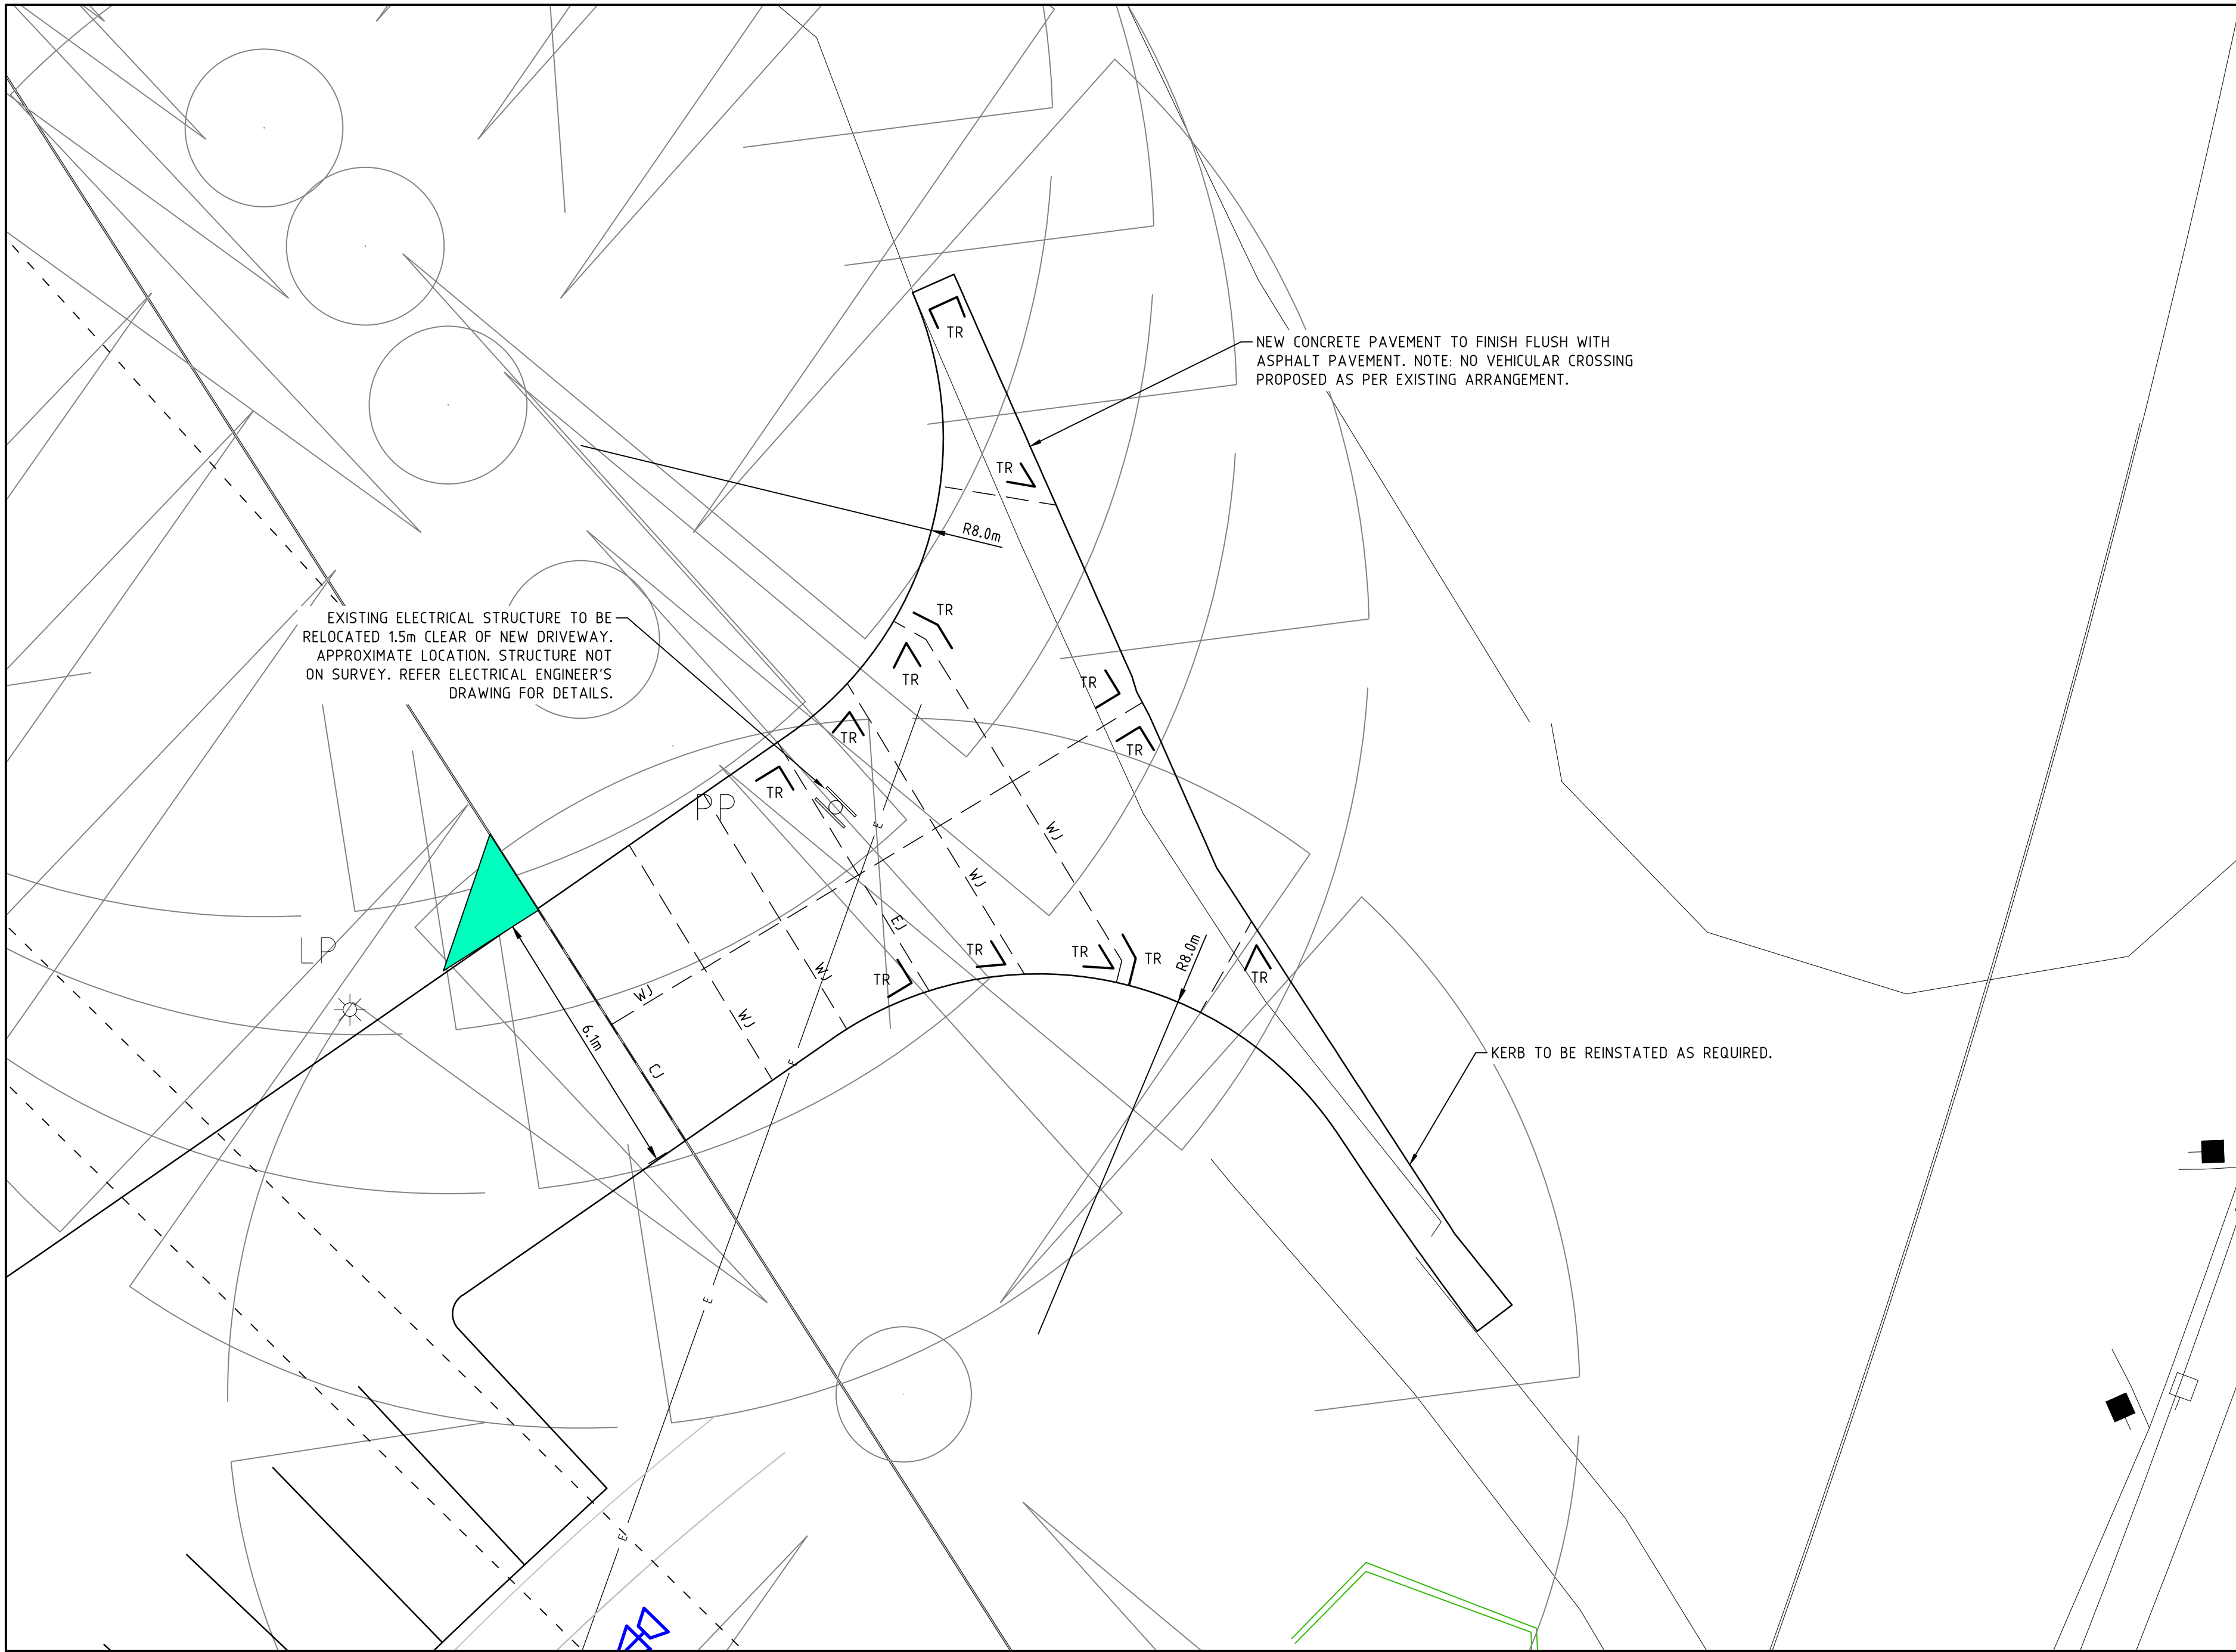 TR
NEW CONCRETE PAVEMENT TO FINISH FLUSH WITH
ASPHALT PAVEMENT. NOTE: NO VEHICULAR CROSSING
PROPOSED AS PER EXISTING ARRANGEMENT.
TR
R8.0m
TR
EXISTING ELECTRICAL STRUCTURE TO BE
RELOCATED 1.5m CLEAR OF NEW DRIVEWAY.
APPROXIMATE LOCATION. STRUCTURE NOT
ON SURVEY. REFER ELECTRICAL ENGINEER'S
DRAWING FOR DETAILS.
TR
TR
TR
TR
TR
PP
E
WJ
WJ
EJ
LP
TR
TR
TR
TR
R8.0m
TR
WJ
WJ
WJ
6.1m
CJ
E
KERB TO BE REINSTATED AS REQUIRED.
E
E